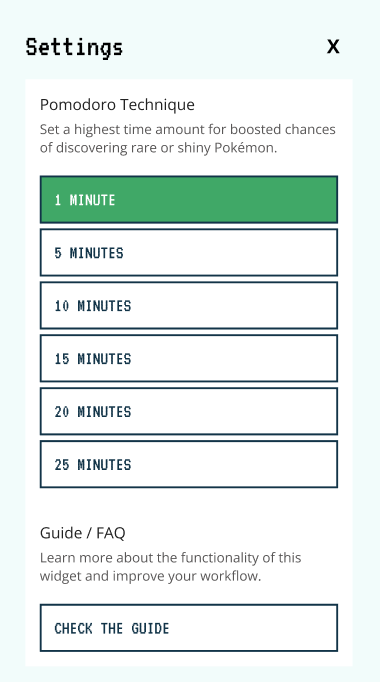 Settings X
Pomodoro Technique
Set a highest time amount for boosted chances
of discovering rare or shiny Pokémon.
1 MINUTE
5 MINUTES
10 MINUTES
15 MINUTES
20 MINUTES
25 MINUTES
Guide / FAQ
Learn more about the functionality of this
widget and improve your workflow.
CHECK THE GUIDE